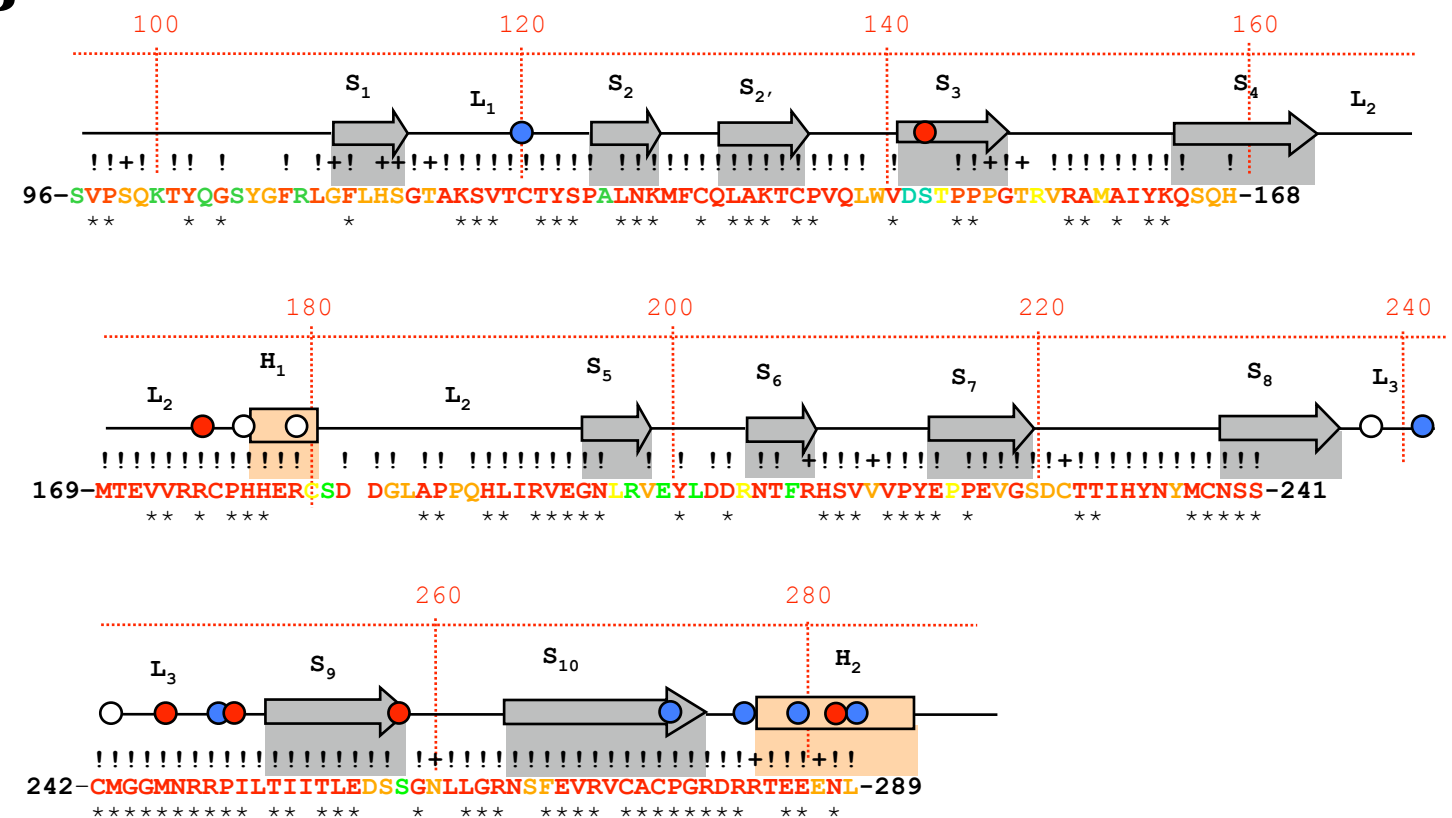 100 120 140 160
S1 L1 S2 S2' S3 S4 L2
96-SVPSQKTYQGSYGFRLGFLHSGTAKSVTCTYSPALNKMFCQLAKTCPVQLWVDSTPPPGTRVRAMAIYKQSQH-168
180 200 220 240
L2 H1 L2 S5 S6 S7 S8 L3
169-MTEVVRRCPHHERCSD DGLAPPQHLIRVEGNLRVEYLDDRNTFRHSVVVPYEPPEVGSDCTTIHYNYMCNSS-241
260 280
L3 S9 S10 H2
242-CMGGMNRRPILTIITLEDSSGNLLGRNSFEVRVCACPGRDRRTEEENL-289